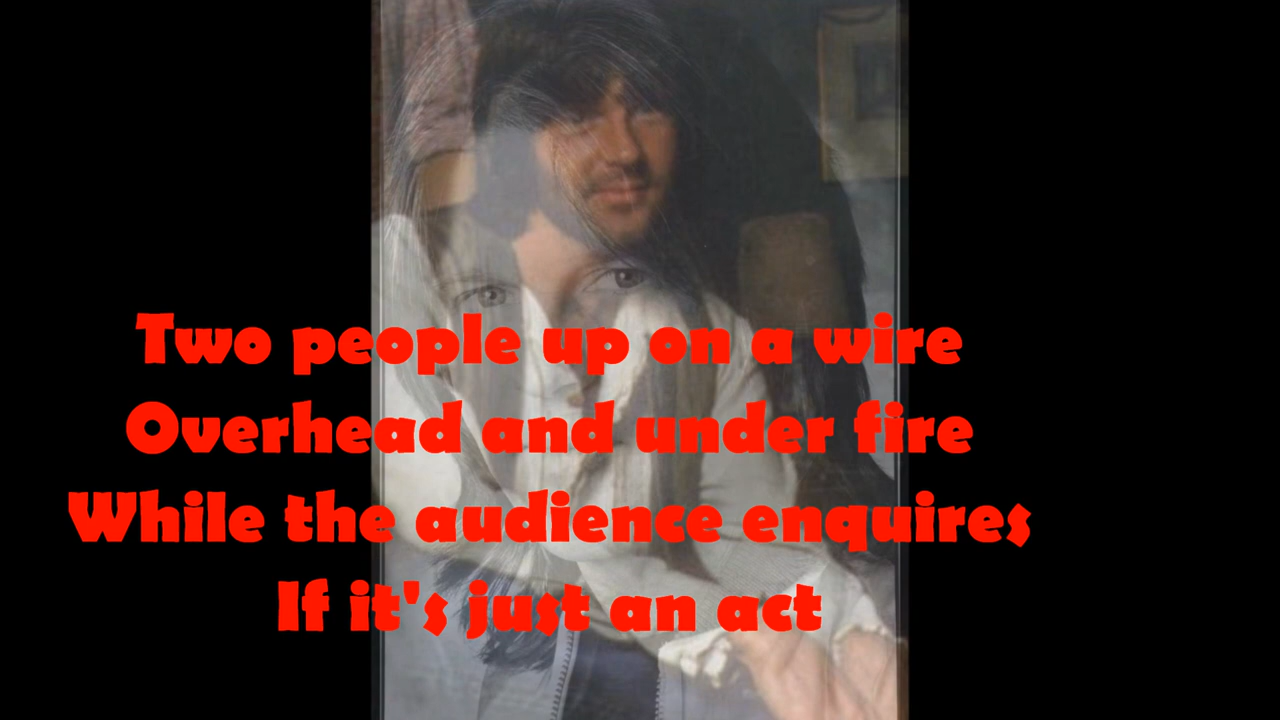 Two people up on a wire
Overhead and under fire
While the audience enquires
If it's just an act